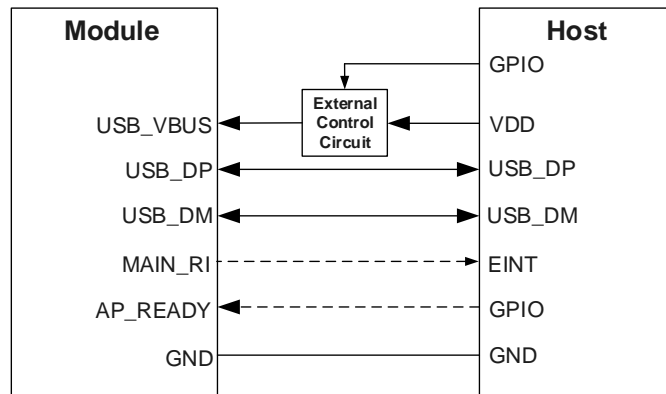 Module
Host
GPIO
External
Control
Circuit
USB_VBUS
VDD
USB_DP
USB_DP
USB_DM
USB_DM
MAIN_RI
EINT
AP_READY
GPIO
GND
GND